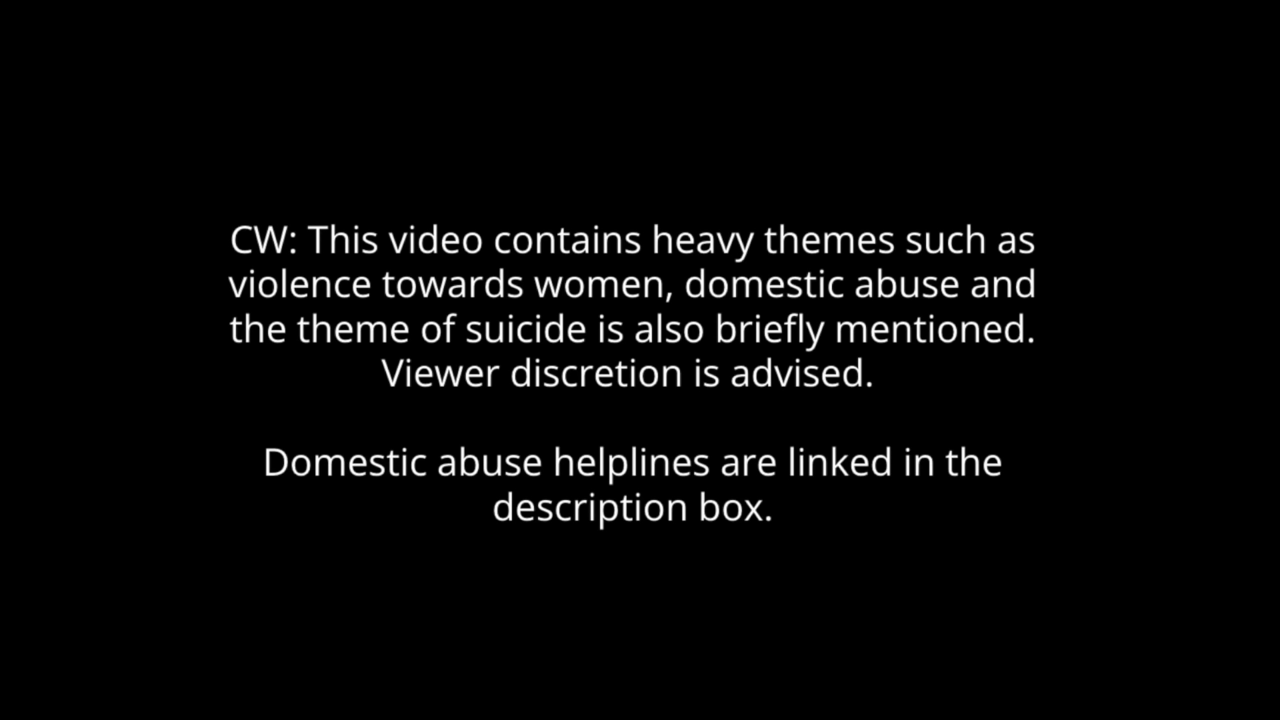 CW: This video contains heavy themes such as
violence towards women, domestic abuse and
the theme of suicide is also briefly mentioned.
Viewer discretion is advised.
Domestic abuse helplines are linked in the
description box.